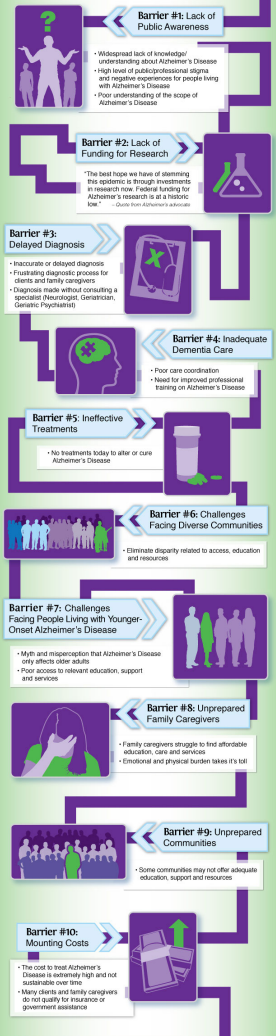 Barrier #1: Lack of
Public Awareness
• Widespread lack of knowledge/
understanding about Alzheimer's Disease
• High level of public/professional stigma
and negative experiences for people living
with Alzheimer's Disease
• Poor understanding of the scope of
Alzheimer's Disease
Barrier #2: Lack of
Funding for Research
"The best hope we have of stemming
this epidemic is through investments
in research now. Federal funding for
Alzheimer's research is at a historic
low."
– Quote from Alzheimer's advocate
Barrier #3:
Delayed Diagnosis
• Inaccurate or delayed diagnosis
• Frustrating diagnostic process for
clients and family caregivers
• Diagnosis made without consulting a
specialist (Neurologist, Geriatrician,
Geriatric Psychiatrist)
Barrier #4: Inadequate
Dementia Care
• Poor care coordination
• Need for improved professional
training on Alzheimer's Disease
Barrier #5: Ineffective
Treatments
• No treatments today to alter or cure
Alzheimer's Disease
Barrier #6: Challenges
Facing Diverse Communities
• Eliminate disparity related to access, education
and resources
Barrier #7: Challenges
Facing People Living with Younger-
Onset Alzheimer's Disease
• Myth and misperception that Alzheimer's Disease
only affects older adults
• Poor access to relevant education, support
and services
Barrier #8: Unprepared
Family Caregivers
• Family caregivers struggle to find affordable
education, care and services
• Emotional and physical burden takes it's toll
Barrier #9: Unprepared
Communities
• Some communities may not offer adequate
education, support and resources
Barrier #10:
Mounting Costs
• The cost to treat Alzheimer's
Disease is extremely high and not
sustainable over time
• Many clients and family caregivers
do not qualify for insurance or
government assistance